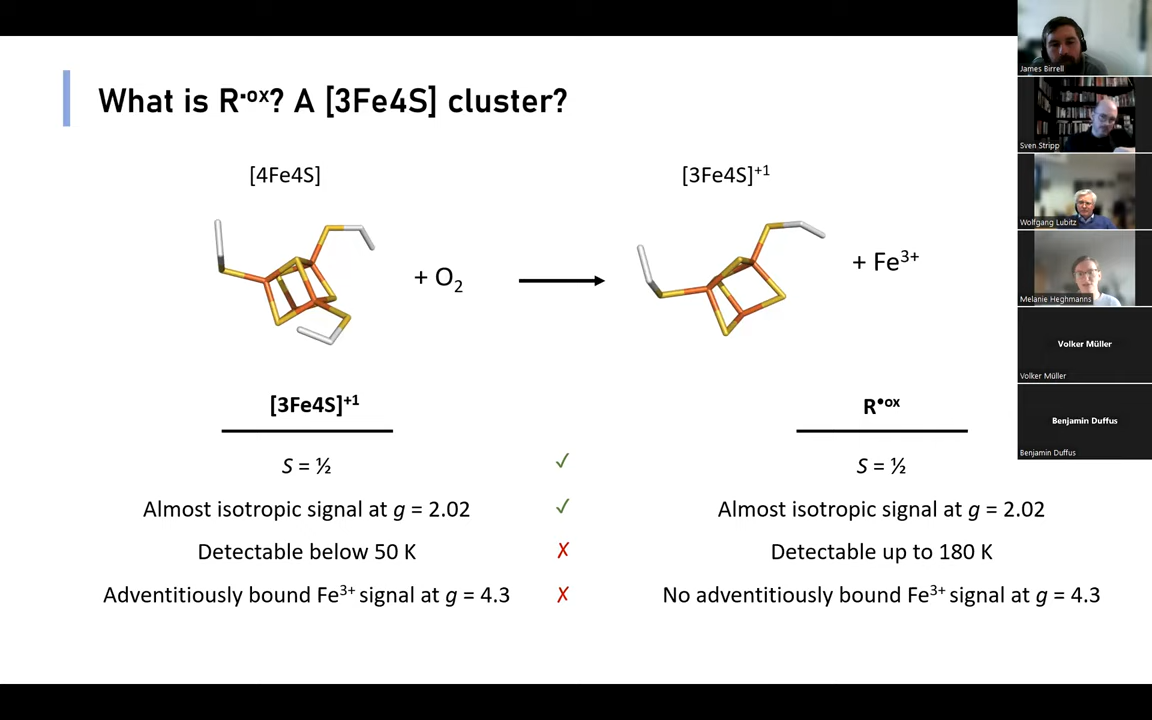 What is R•ox? A [3Fe4S] cluster?
[4Fe4S]
[3Fe4S]+1
+ O2
+ Fe3+
[3Fe4S]+1
R•ox
S = ½
✓
S = ½
Almost isotropic signal at g = 2.02
✓
Almost isotropic signal at g = 2.02
Detectable below 50 K
✗
Detectable up to 180 K
Adventitiously bound Fe3+ signal at g = 4.3
✗
No adventitiously bound Fe3+ signal at g = 4.3
James Birrell
Sven Stripp
Wolfgang Lubitz
Melanie Heghmanns
Volker Müller
Volker Müller
Benjamin Duffus
Benjamin Duffus